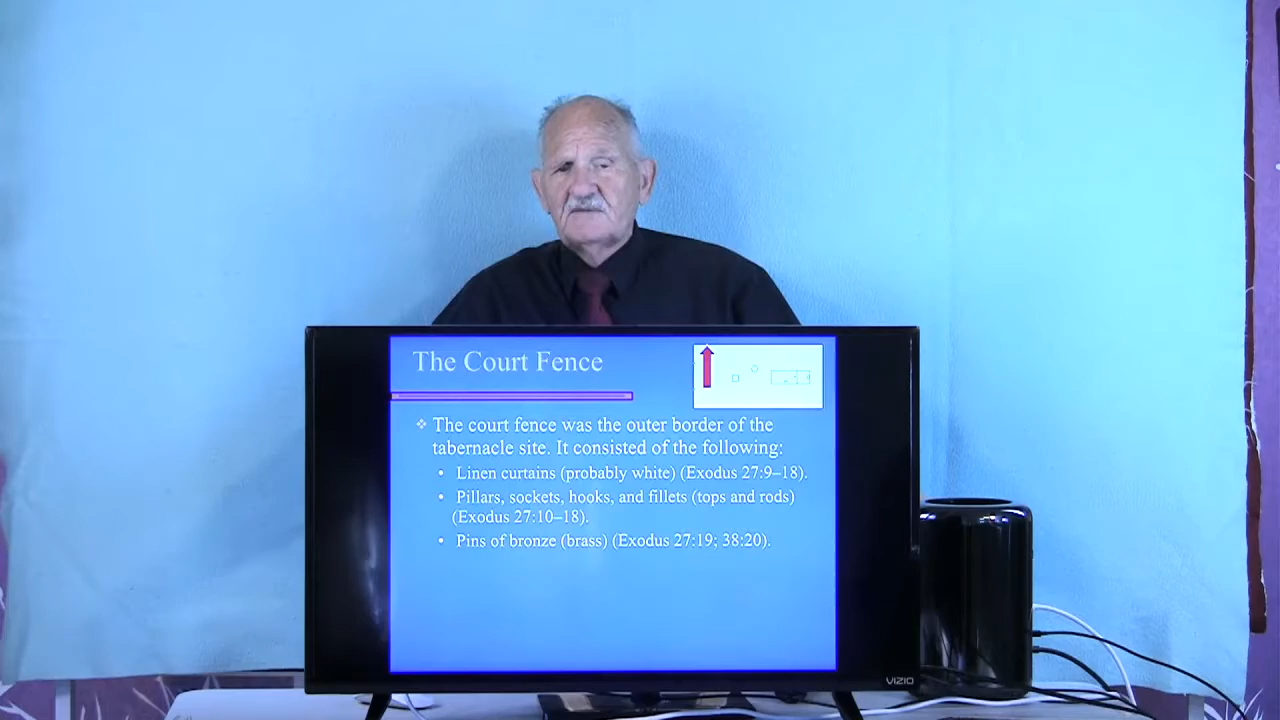 The Court Fence
❖ The court fence was the outer border of the
tabernacle site. It consisted of the following:
• Linen curtains (probably white) (Exodus 27:9–18).
• Pillars, sockets, hooks, and fillets (tops and rods)
(Exodus 27:10–18).
• Pins of bronze (brass) (Exodus 27:19; 38:20).
VIZIO